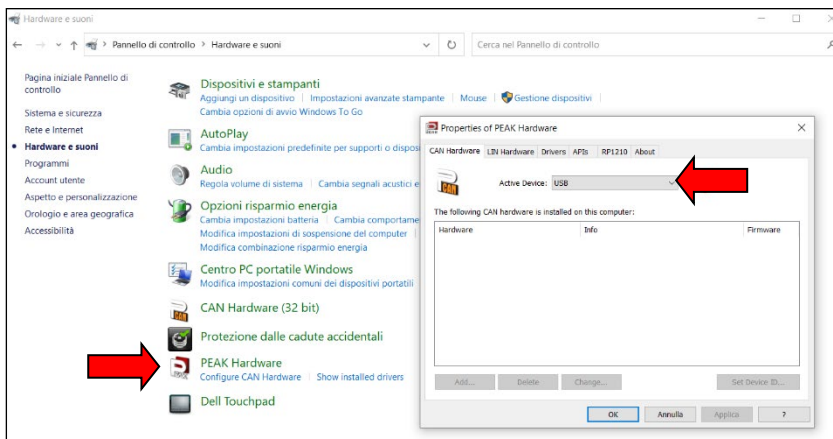 Hardware e suoni
Pannello di controllo > Hardware e suoni
Cerca nel Pannello di controllo
Pagina iniziale Pannello di
controllo
Sistema e sicurezza
Rete e Internet
Hardware e suoni
Programmi
Account utente
Aspetto e personalizzazione
Orologio e area geografica
Accessibilità
Dispositivi e stampanti
Aggiungi un dispositivo | Impostazioni avanzate stampante | Mouse | Gestione dispositivi
Cambia opzioni di avvio Windows To Go
AutoPlay
Cambia impostazioni predefinite per supporti o disposi
Audio
Regola volume di sistema | Cambia segnali acustici e
Opzioni risparmio energia
Cambia impostazioni batteria | Cambia comportame
Modifica impostazioni di sospensione del computer
Modifica combinazione risparmio energia
Centro PC portatile Windows
Modifica impostazioni comuni dei dispositivi portatili
CAN Hardware (32 bit)
Protezione dalle cadute accidentali
PEAK Hardware
Configure CAN Hardware | Show installed drivers
Dell Touchpad
Properties of PEAK Hardware
CAN Hardware LIN Hardware Drivers APIs RP1210 About
CAN
Active Device: USB
The following CAN hardware is installed on this computer:
Hardware Info Firmware
Add... Delete Change... Set Device ID...
OK Annulla Applica ?